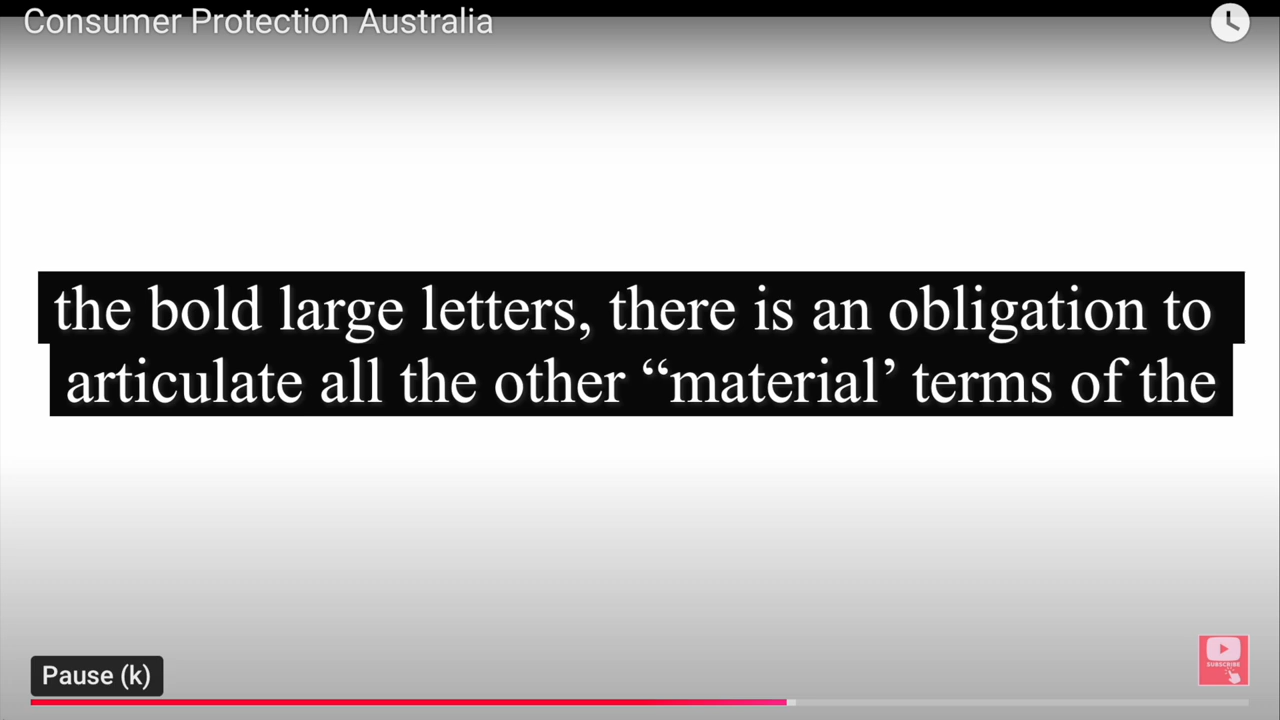 Consumer Protection Australia
the bold large letters, there is an obligation to
articulate all the other “material’ terms of the
SUBSCRIBE
Pause (k)